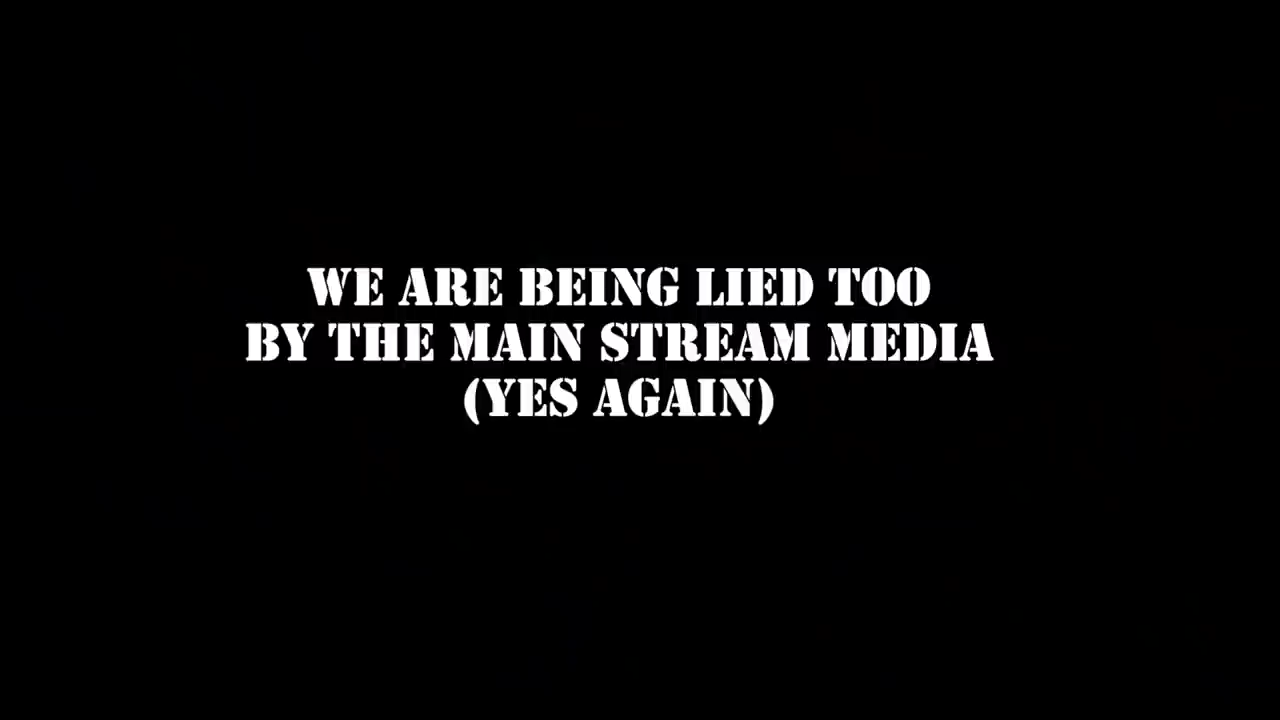 WE ARE BEING LIED TOO
BY THE MAIN STREAM MEDIA
(YES AGAIN)